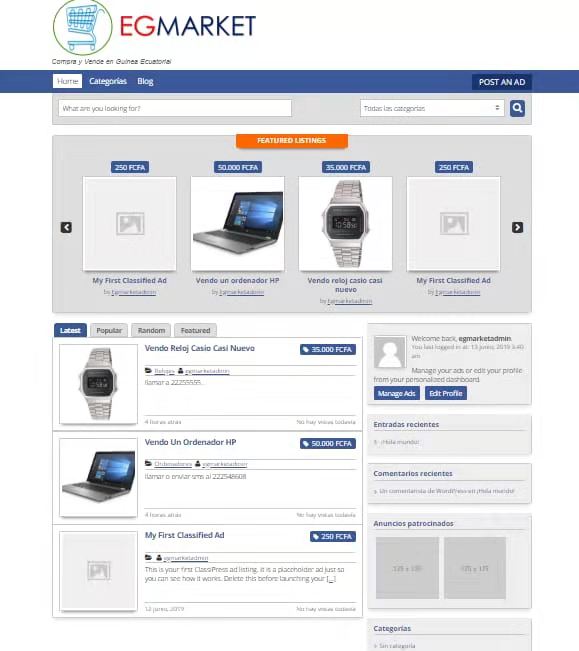 EGMARKET
Compra y Vende en Guinea Ecuatorial
Home Categorías Blog POST AN AD
What are you looking for? Todas las categorías
FEATURED LISTINGS
250 FCFA 50.000 FCFA 35.000 FCFA 250 FCFA
My First Classified Ad Vendo un ordenador HP Vendo reloj casio casi My First Classified Ad
nuevo
by Egmarketadmin by Egmarketadmin by Egmarketadmin by Egmarketadmin
Latest Popular Random Featured
Vendo Reloj Casio Casi Nuevo 35.000 FCFA
Relojes egmarketadmin
llamar a 22255555.
4 horas atrás No hay vistas todavía
Vendo Un Ordenador HP 50.000 FCFA
Ordenadores egmarketadmin
llamar o enviar sms al 222548608
4 horas atrás No hay vistas todavía
My First Classified Ad 250 FCFA
egmarketadmin
This is your first ClassiPress ad listing. It is a placeholder ad just so
you can see how it works. Delete this before launching your [...]
12 junio, 2019 No hay vistas todavía
Welcome back, egmarketadmin.
You last logged in at: 13 junio, 2019 3:40
am
Manage your ads or edit your profile
from your personalized dashboard.
Manage Ads Edit Profile
Entradas recientes
¡Hola mundo!
Comentarios recientes
Un comentarista de WordPress en ¡Hola mundo!
Anuncios patrocinados
125 x 125 125 x 125
Categorías
Sin categoría